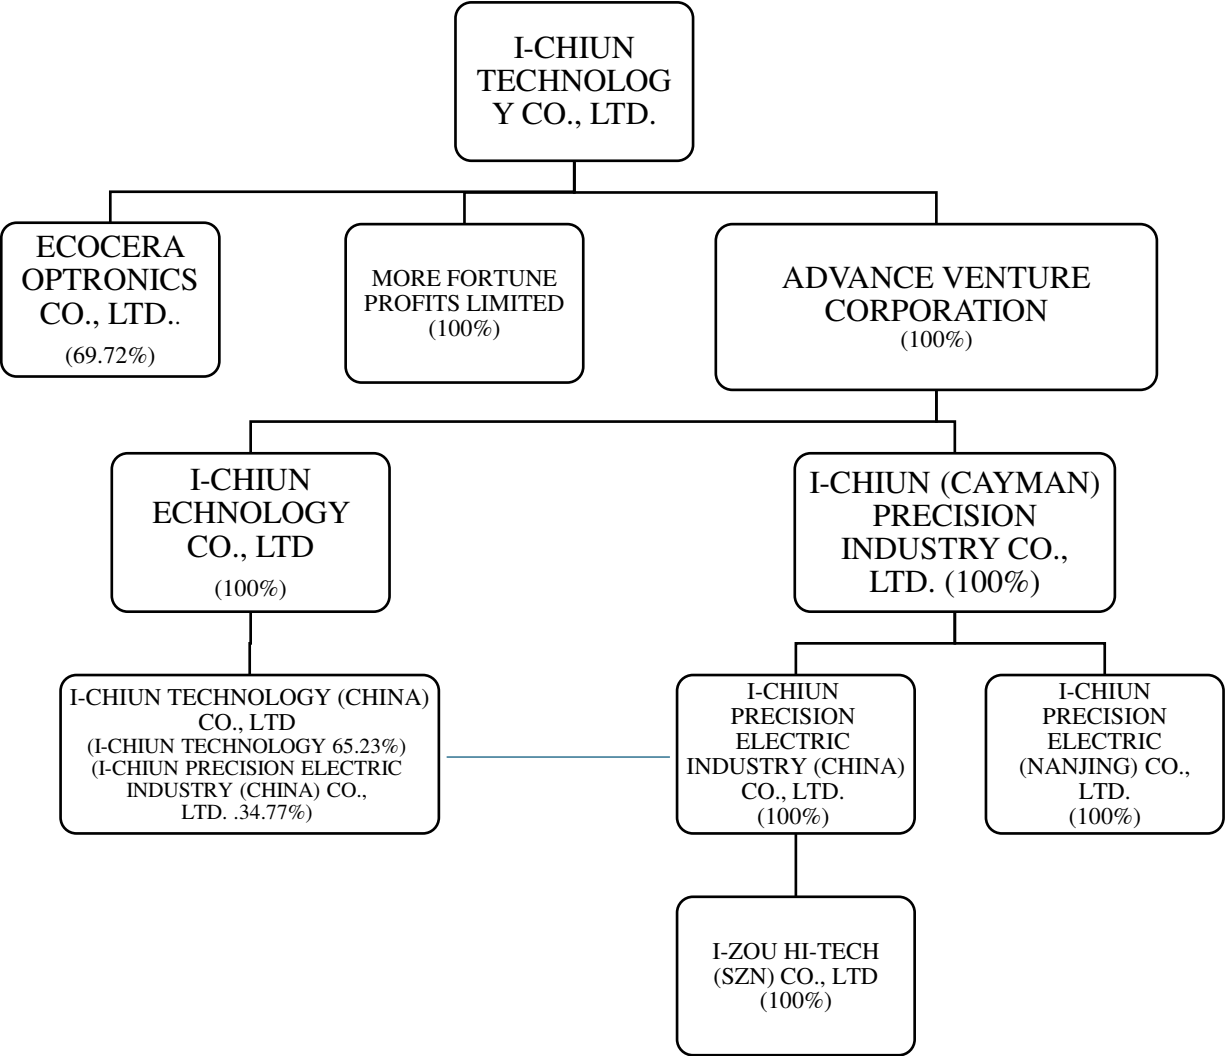 I-CHIUN
TECHNOLOG
Y CO., LTD.
ECOCERA
OPTRONICS
CO., LTD..
(69.72%)
MORE FORTUNE
PROFITS LIMITED
(100%)
ADVANCE VENTURE
CORPORATION
(100%)
I-CHIUN
ECHNOLOGY
CO., LTD
(100%)
I-CHIUN (CAYMAN)
PRECISION
INDUSTRY CO.,
LTD. (100%)
I-CHIUN TECHNOLOGY (CHINA)
CO., LTD
(I-CHIUN TECHNOLOGY 65.23%)
(I-CHIUN PRECISION ELECTRIC
INDUSTRY (CHINA) CO.,
LTD. .34.77%)
I-CHIUN
PRECISION
ELECTRIC
INDUSTRY (CHINA)
CO., LTD.
(100%)
I-CHIUN
PRECISION
ELECTRIC
(NANJING) CO.,
LTD.
(100%)
I-ZOU HI-TECH
(SZN) CO., LTD
(100%)